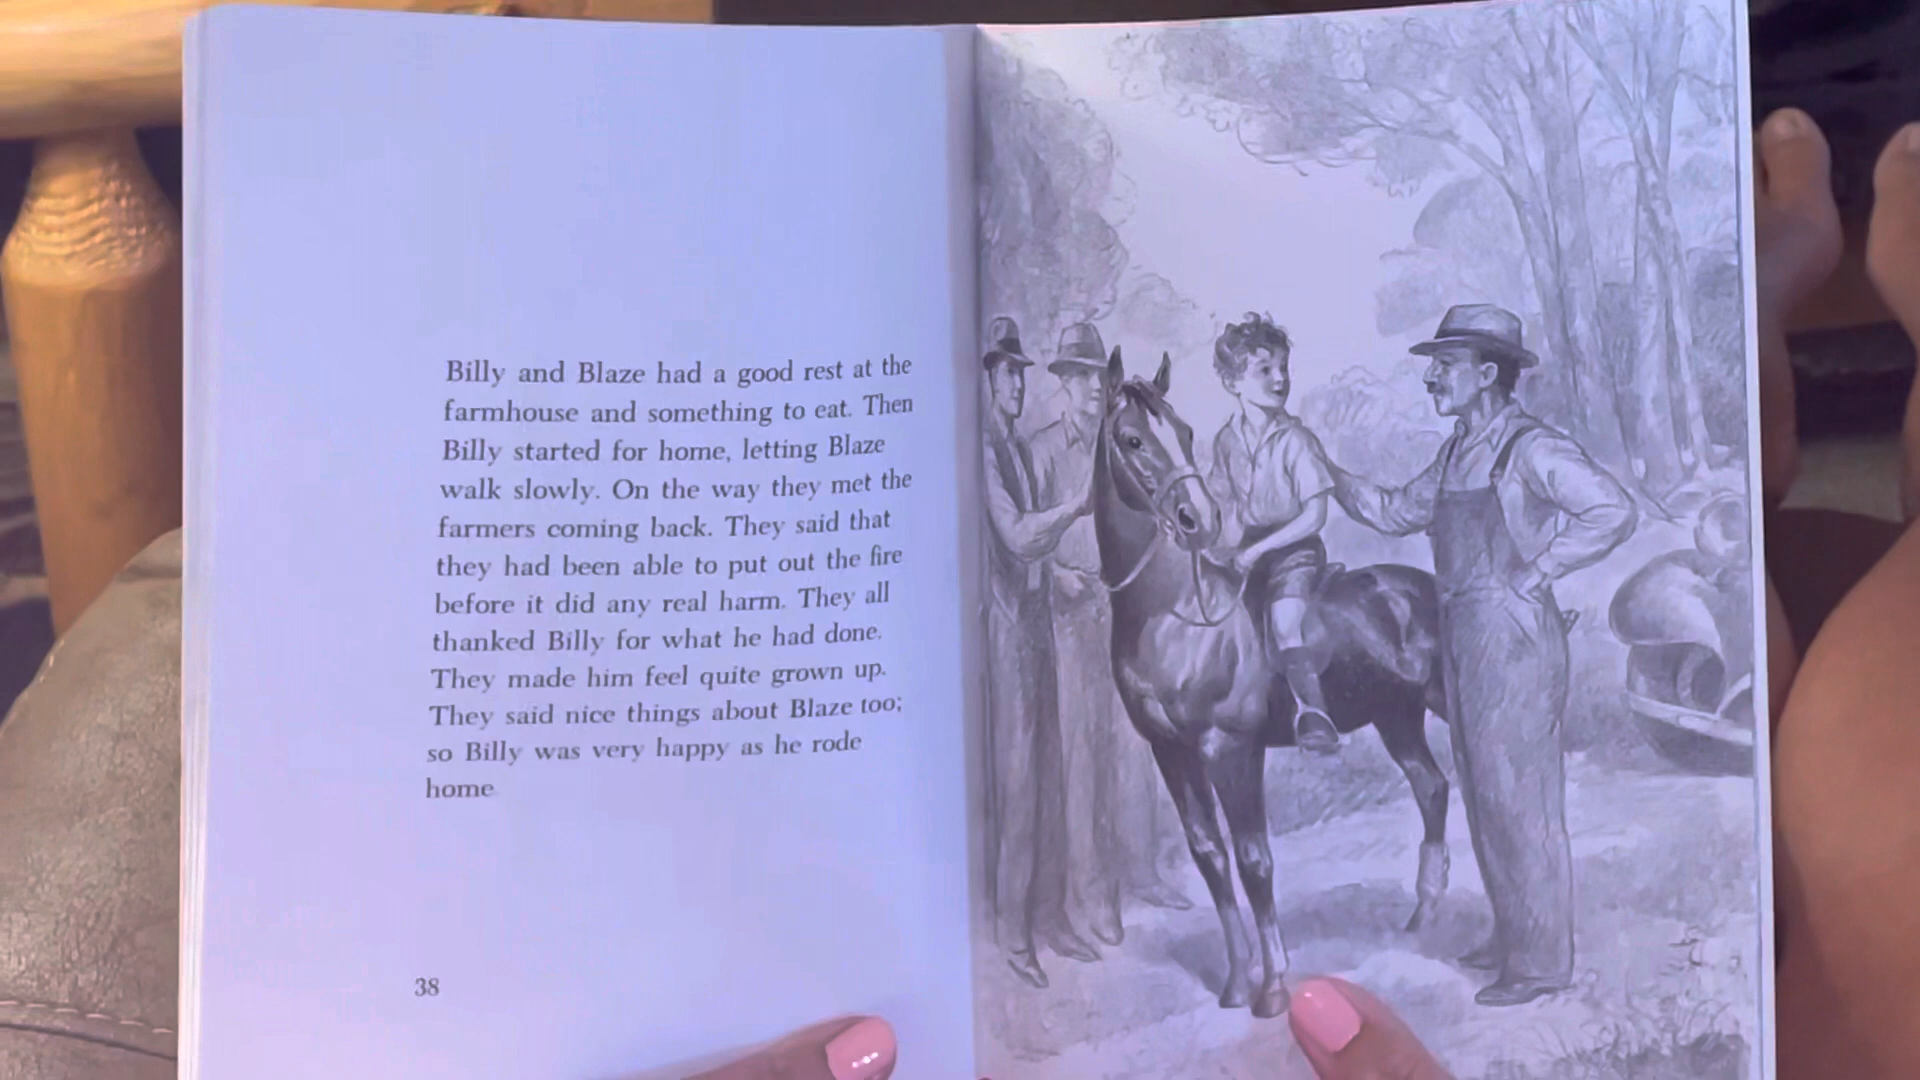 Billy and Blaze had a good rest at the
farmhouse and something to eat. Then
Billy started for home, letting Blaze
walk slowly. On the way they met the
farmers coming back. They said that
they had been able to put out the fire
before it did any real harm. They all
thanked Billy for what he had done.
They made him feel quite grown up.
They said nice things about Blaze too;
so Billy was very happy as he rode
home
38